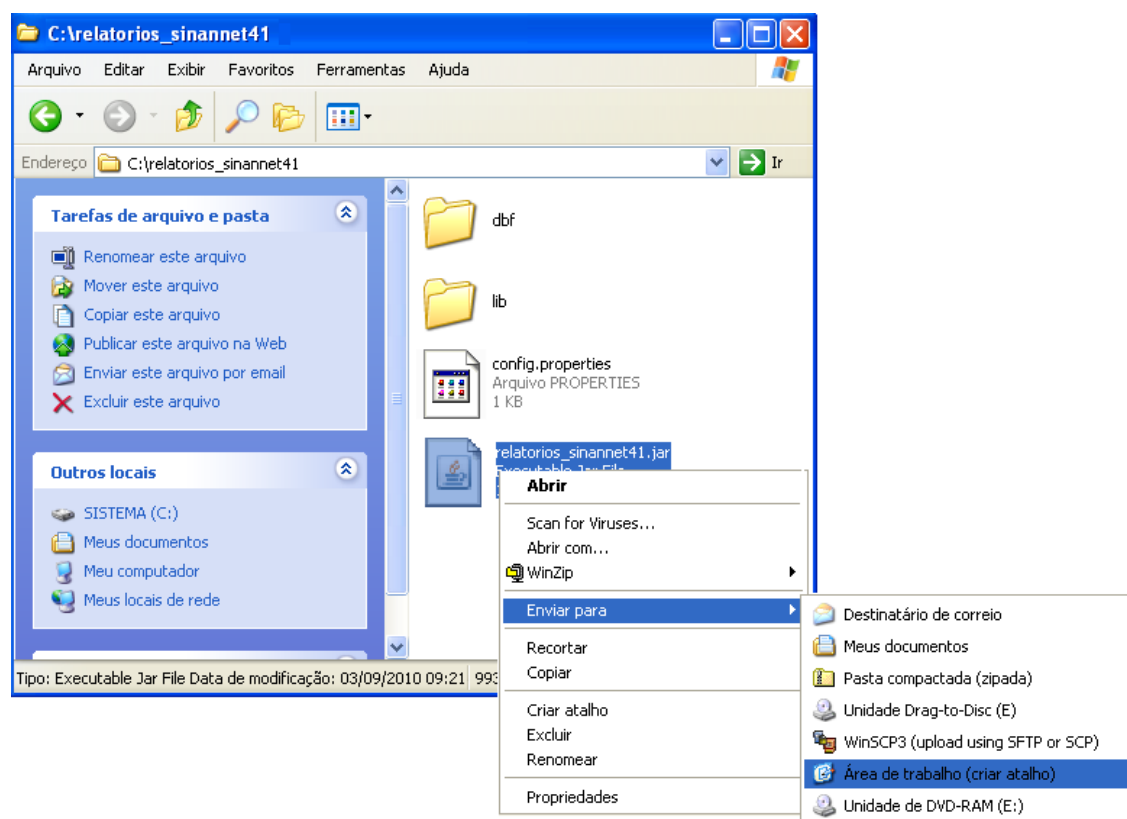 C:\relatorios_sinannet41
Arquivo Editar Exibir Favoritos Ferramentas Ajuda
Endereço C:\relatorios_sinannet41 Ir
Tarefas de arquivo e pasta
Renomear este arquivo
Mover este arquivo
Copiar este arquivo
Publicar este arquivo na Web
Enviar este arquivo por email
Excluir este arquivo
Outros locais
SISTEMA (C:)
Meus documentos
Meu computador
Meus locais de rede
dbf
lib
config.properties
Arquivo PROPERTIES
1 KB
relatorios_sinannet41.jar
Executable Jar File
Tipo: Executable Jar File Data de modificação: 03/09/2010 09:21 993
Abrir
Scan for Viruses...
Abrir com...
WinZip
Enviar para
Recortar
Copiar
Criar atalho
Excluir
Renomear
Propriedades
Destinatário de correio
Meus documentos
Pasta compactada (zipada)
Unidade Drag-to-Disc (E)
WinSCP3 (upload using SFTP or SCP)
Área de trabalho (criar atalho)
Unidade de DVD-RAM (E:)